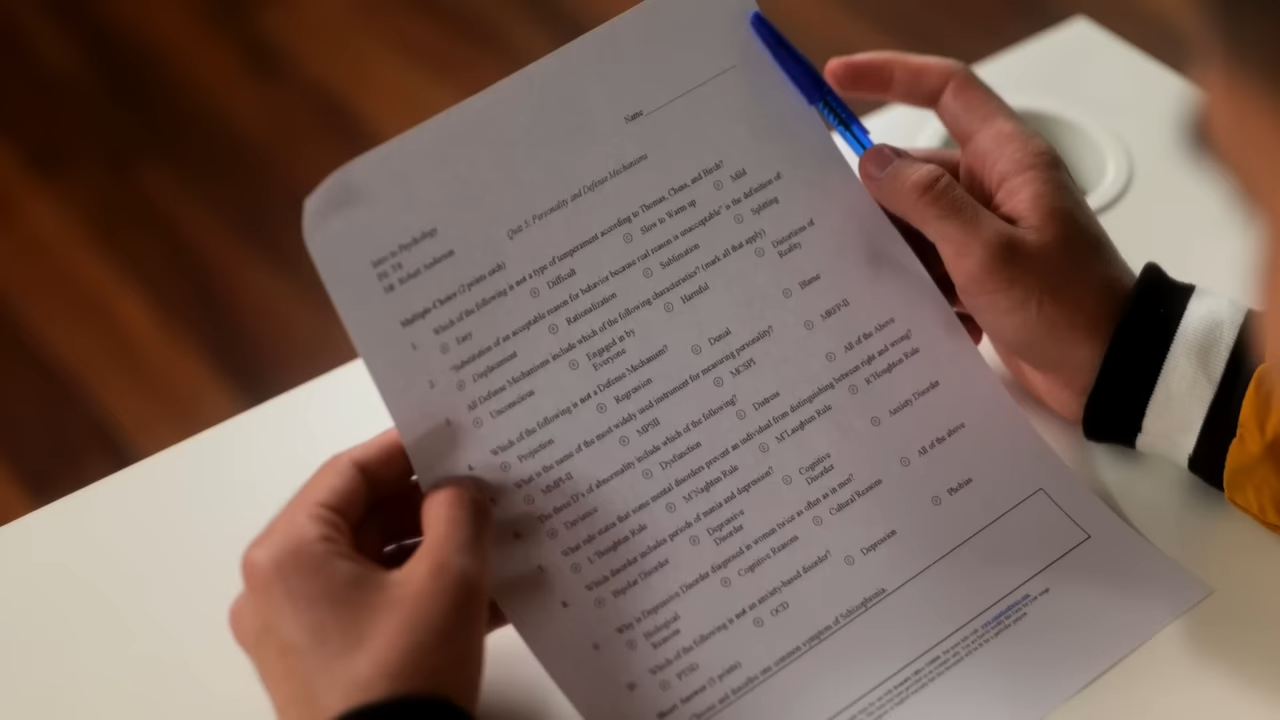 Name
Intro to Psychology
Mr. Robert Anderson
Quiz 5: Personality and Defense Mechanisms
Multiple Choice (2 points each)
1. Which of the following is not a type of temperament according to Thomas, Chess, and Birch?
Easy Difficult Slow to Warm up Mild
2. "Substitution of an acceptable reason for behavior because real reason is unacceptable" is the definition of
Displacement Rationalization Sublimation Splitting
All Defense Mechanisms include which of the following characteristics? (mark all that apply)
Unconscious Engaged in by Harmful Distortions of
Everyone Reality
4. Which of the following is not a Defense Mechanism?
Projection Regression Denial Blame
What is the name of the most widely used instrument for measuring personality?
MMPI-II MPSII MCSPI MRFP-II
The three D's of abnormality include which of the following?
Deviance Dysfunction Distress All of the Above
What rule states that some mental disorders prevent an individual from distinguishing between right and wrong?
L'Boughton Rule M'Naghten Rule M'Laughten Rule R'Houghton Rule
8. Which disorder includes periods of mania and depression?
Bipolar Disorder Depressive Cognitive Anxiety Disorder
Disorder Disorder
Why is Depressive Disorder diagnosed in women twice as often as in men?
Biological Cognitive Reasons Cultural Reasons All of the above
Reasons
10. Which of the following is not an anxiety-based disorder?
PTSD OCD Depression Phobias
Short Answer (5 points)
Choose and describe one common symptom of Schizophrenia.